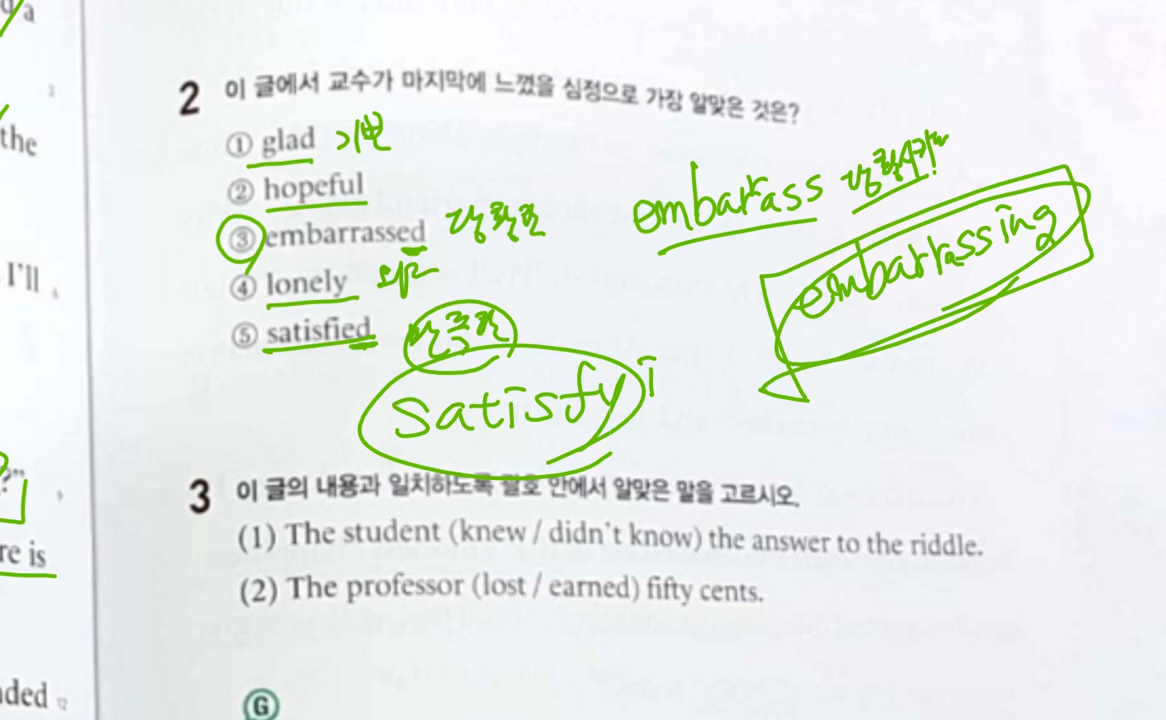 a
the
I'll
?"
re is
ded 12
2 이 글에서 교수가 마지막에 느꼈을 심정으로 가장 알맞은 것은?
① glad 기쁜
② hopeful
③ embarrassed 당황한
④ lonely
⑤ satisfied 만족한
embarass 당황시키
embarrassing
satisfy i
3 이 글의 내용과 일치하도록 괄호 안에서 알맞은 말을 고르시오.
(1) The student (knew / didn't know) the answer to the riddle.
(2) The professor (lost / earned) fifty cents.
G